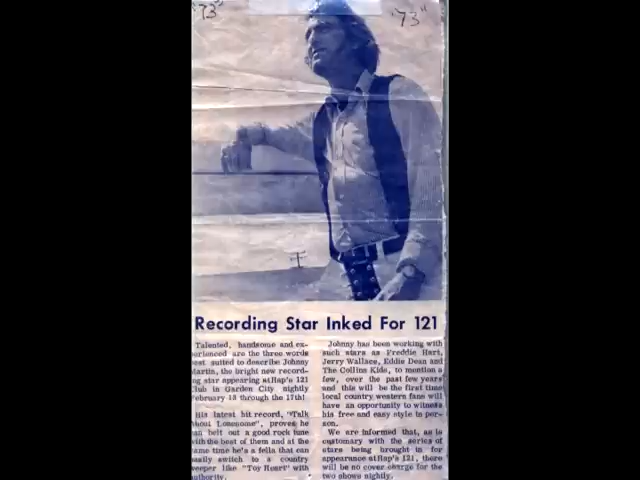 "73"
"73"
Recording Star Inked For 121
Talented, handsome and ex-
perienced are the three words
best suited to describe Johnny
Martin, the bright new record-
ing star appearing at Hap's 121
Club in Garden City nightly
February 13 through the 17th!
His latest hit record, "Talk
About Lonesome", proves he
can belt out a good rock tune
with the best of them and at the
same time he's a fella that can
easily switch to a country
weeper like "Toy Heart" with
authority.
Johnny has been working with
such stars as Freddie Hart,
Jerry Wallace, Eddie Dean and
The Collins Kids, to mention a
few, over the past few years
and this will be the first time
local country western fans will
have an opportunity to witness
his free and easy style in per-
son.
We are informed that, as is
customary with the series of
stars being brought in for
appearance at Hap's 121, there
will be no cover charge for the
two shows nightly.